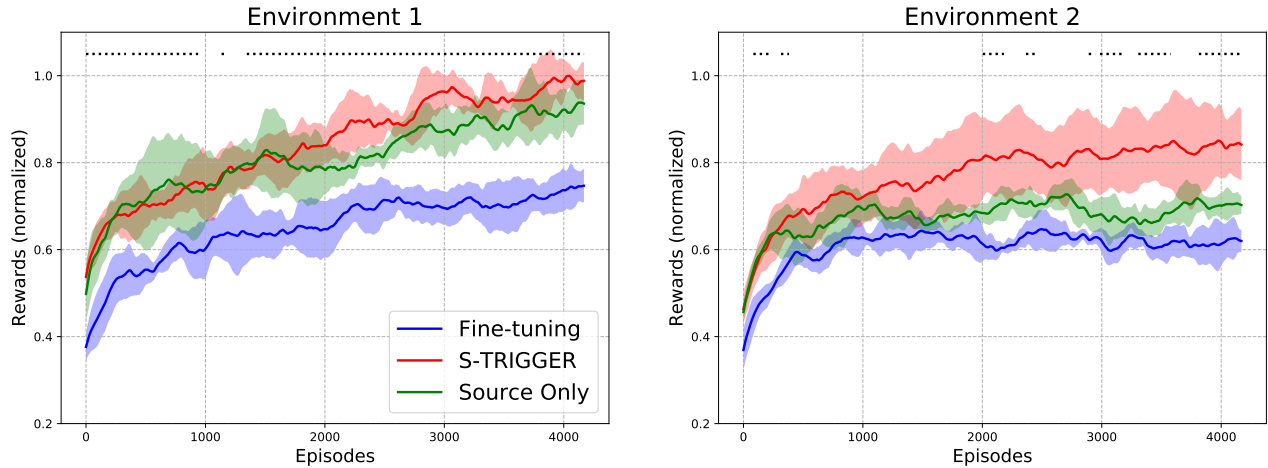 Environment 1
Rewards (normalized)
1.0
0.8
0.6
0.4
0.2
0
1000
2000
3000
4000
Episodes
Fine-tuning
S-TRIGGER
Source Only
Environment 2
Rewards (normalized)
1.0
0.8
0.6
0.4
0.2
0
1000
2000
3000
4000
Episodes